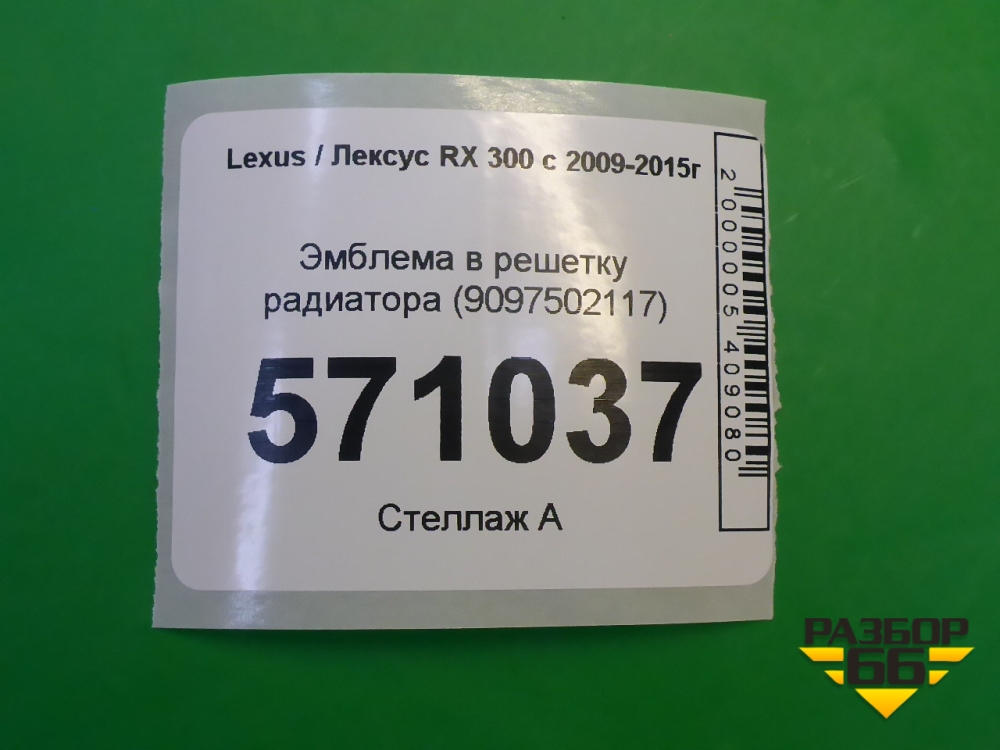 Lexus / Лексус RX 300 с 2009-2015г
Эмблема в решетку
радиатора (9097502117)
571037
Стеллаж А
2000005409080
РАЗБОР
66